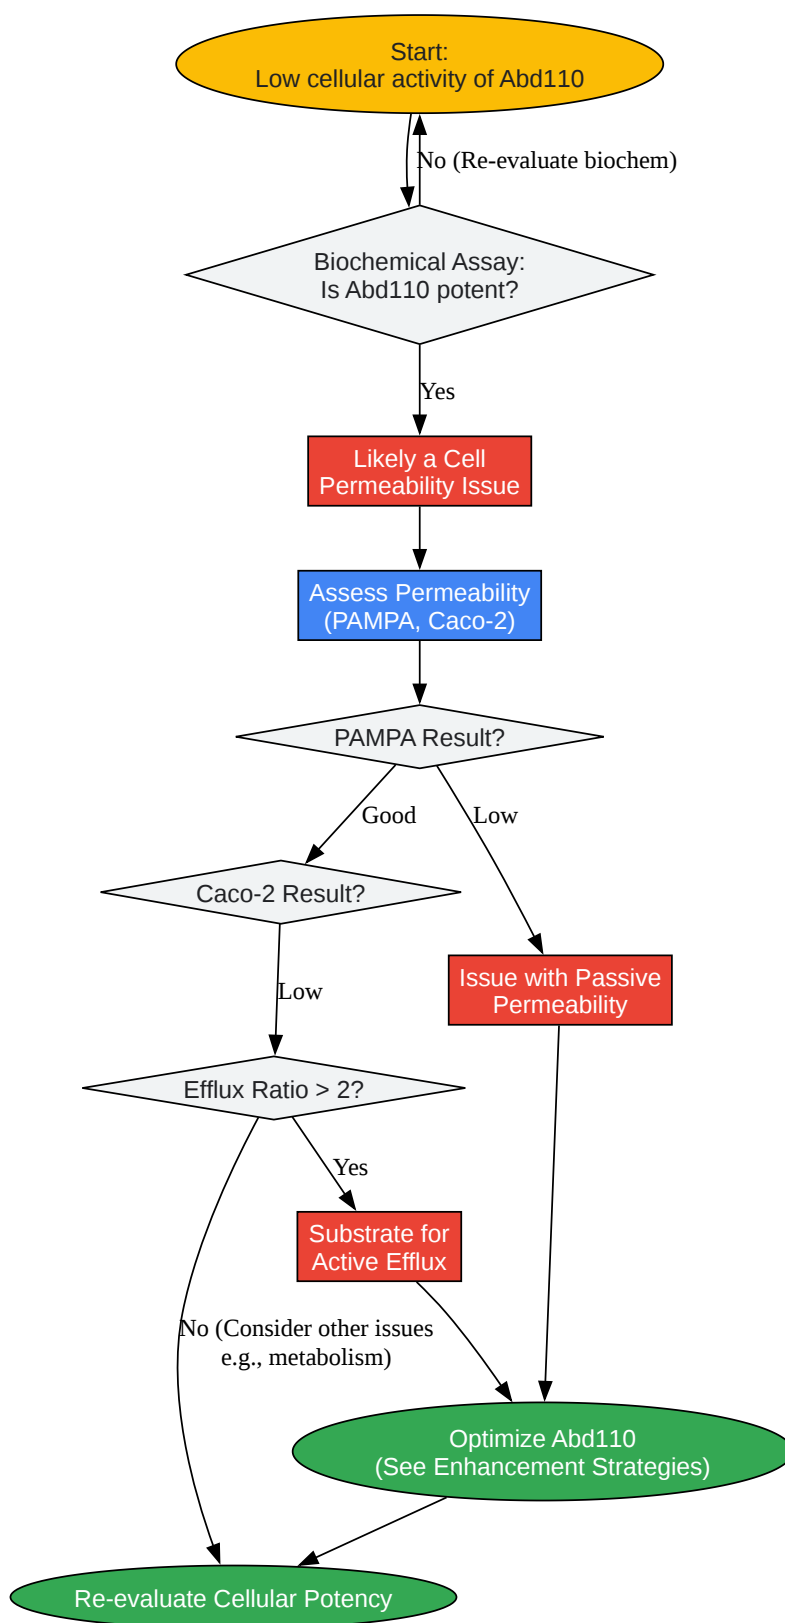 Start:
Low cellular activity of Abd110
No (Re-evaluate biochem)
Biochemical Assay:
Is Abd110 potent?
Yes
Likely a Cell
Permeability Issue
Assess Permeability
(PAMPA, Caco-2)
PAMPA Result?
Good
Low
Caco-2 Result?
Low
Issue with Passive
Permeability
Efflux Ratio > 2?
Yes
Substrate for
Active Efflux
No (Consider other issues
e.g., metabolism)
Optimize Abd110
(See Enhancement Strategies)
Re-evaluate Cellular Potency